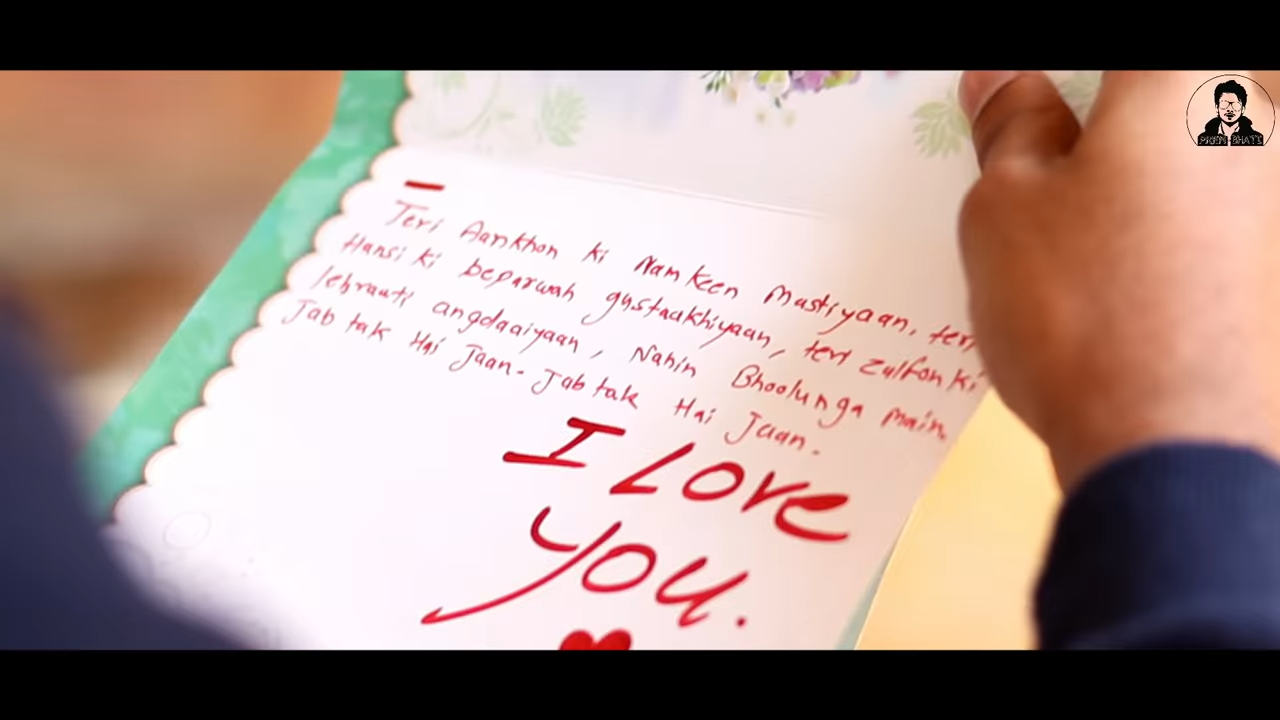 Teri Aankhon ki Namkeen Mastiyaan, teri
Hansi ki beparwah gustaakhiyaan, teri Zulfon ki
lehrauti angdaaiyaan, Nahin Bhoolunga main.
Jab tak Hai Jaan. Jab tak Hai Jaan.
I Love
You.